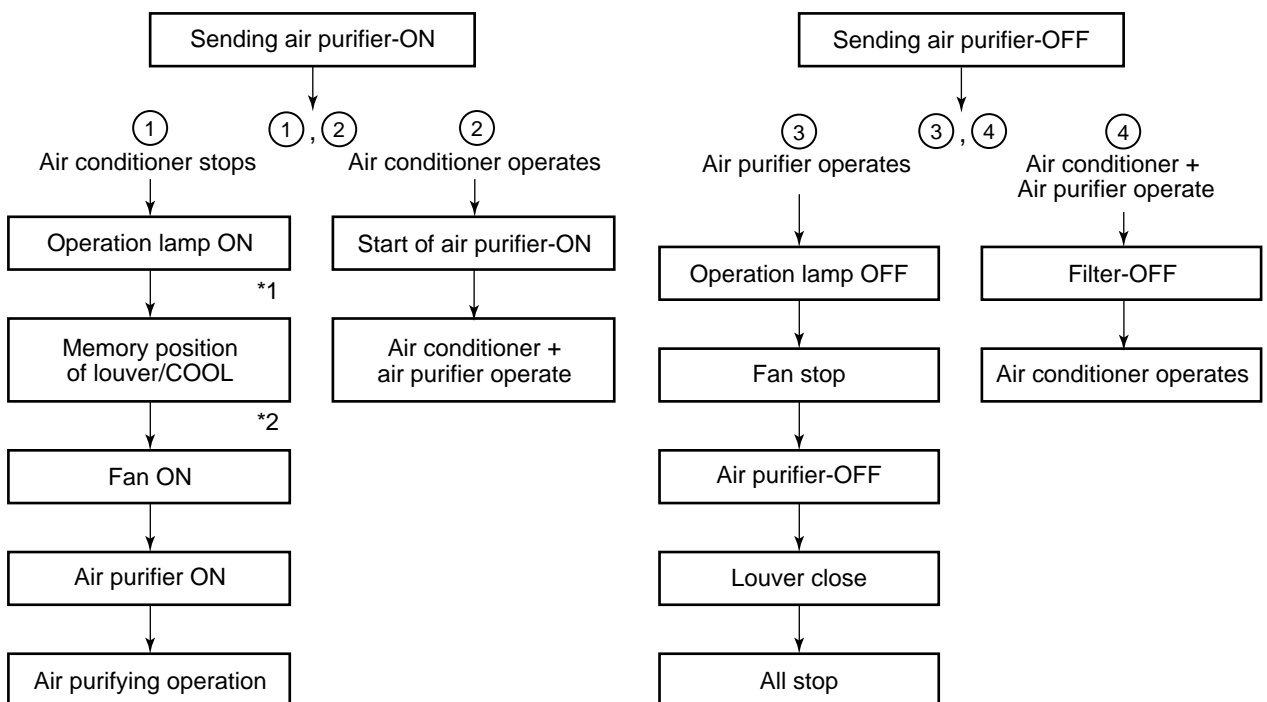 Sending air purifier-ON
1 , 2
1
Air conditioner stops
Operation lamp ON
*1
Memory position
of louver/COOL
*2
Fan ON
Air purifier ON
Air purifying operation
2
Air conditioner operates
Start of air purifier-ON
Air conditioner +
air purifier operate
Sending air purifier-OFF
3 , 4
3
Air purifier operates
Operation lamp OFF
Fan stop
Air purifier-OFF
Louver close
All stop
4
Air conditioner +
Air purifier operate
Filter-OFF
Air conditioner operates